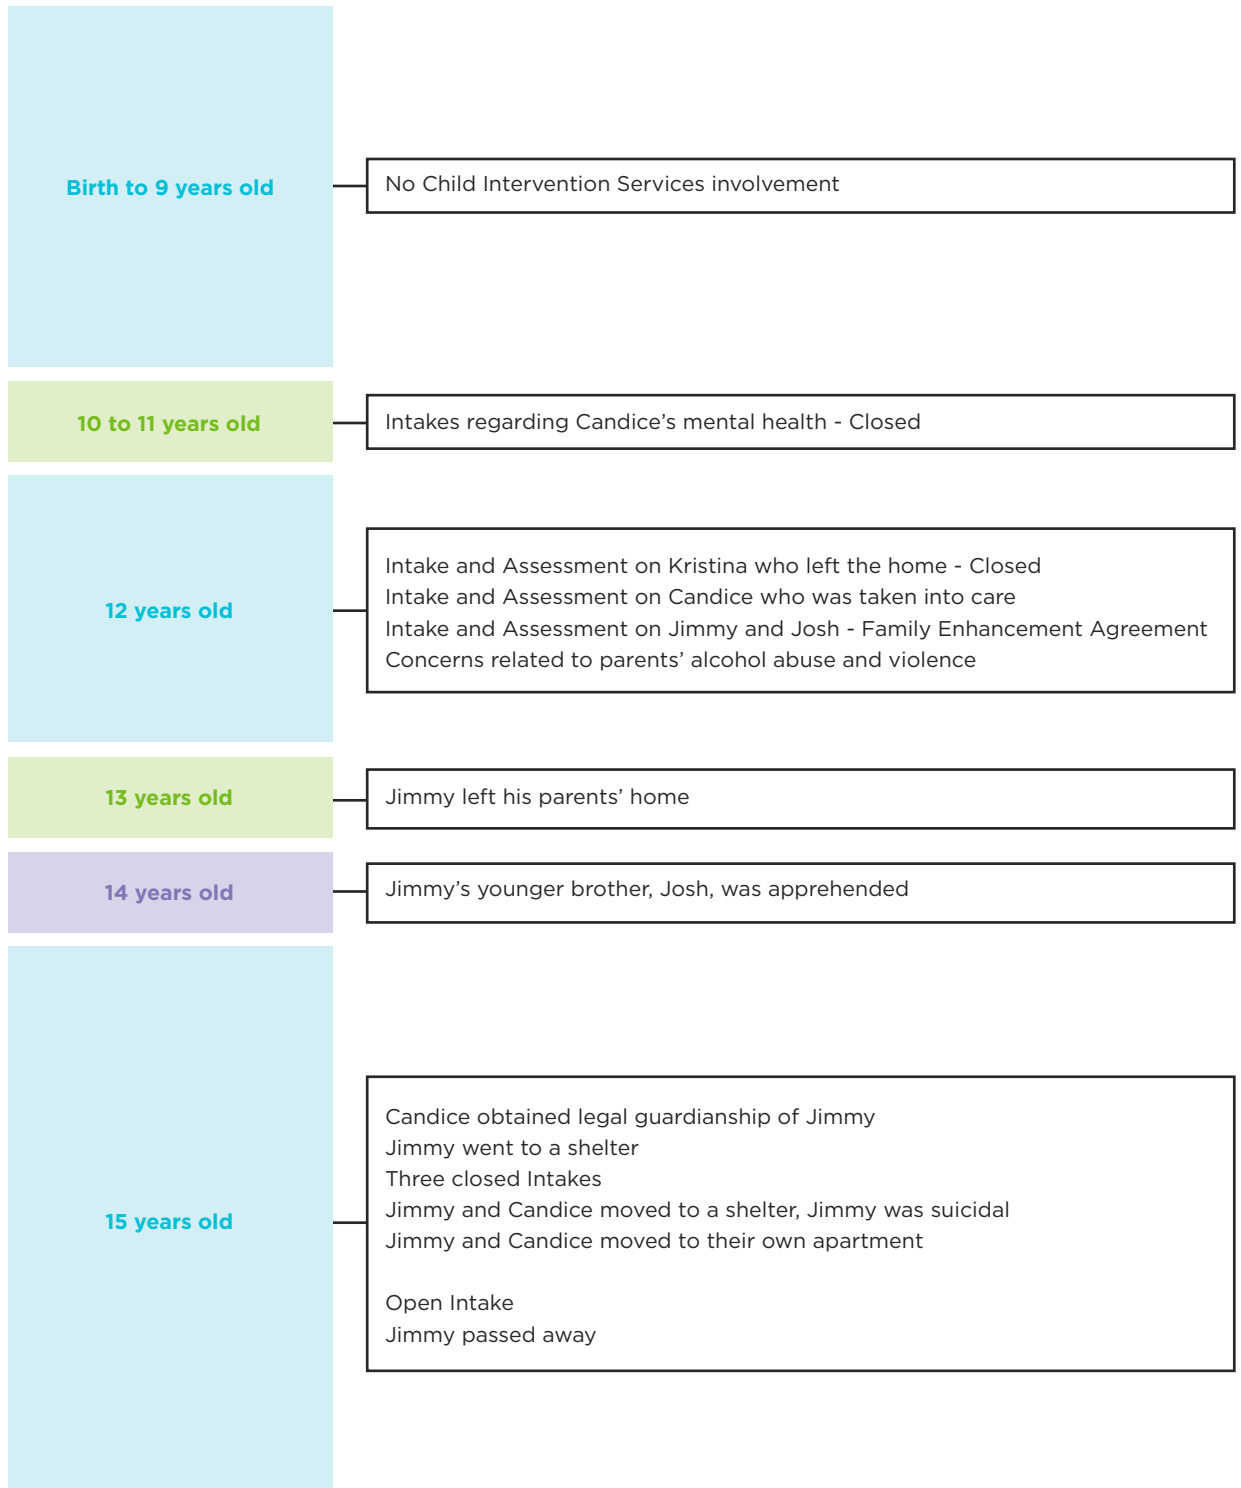 Birth to 9 years old
No Child Intervention Services involvement
10 to 11 years old
Intakes regarding Candice’s mental health - Closed
12 years old
Intake and Assessment on Kristina who left the home - Closed
Intake and Assessment on Candice who was taken into care
Intake and Assessment on Jimmy and Josh - Family Enhancement Agreement
Concerns related to parents’ alcohol abuse and violence
13 years old
Jimmy left his parents’ home
14 years old
Jimmy’s younger brother, Josh, was apprehended
15 years old
Candice obtained legal guardianship of Jimmy
Jimmy went to a shelter
Three closed Intakes
Jimmy and Candice moved to a shelter, Jimmy was suicidal
Jimmy and Candice moved to their own apartment
Open Intake
Jimmy passed away